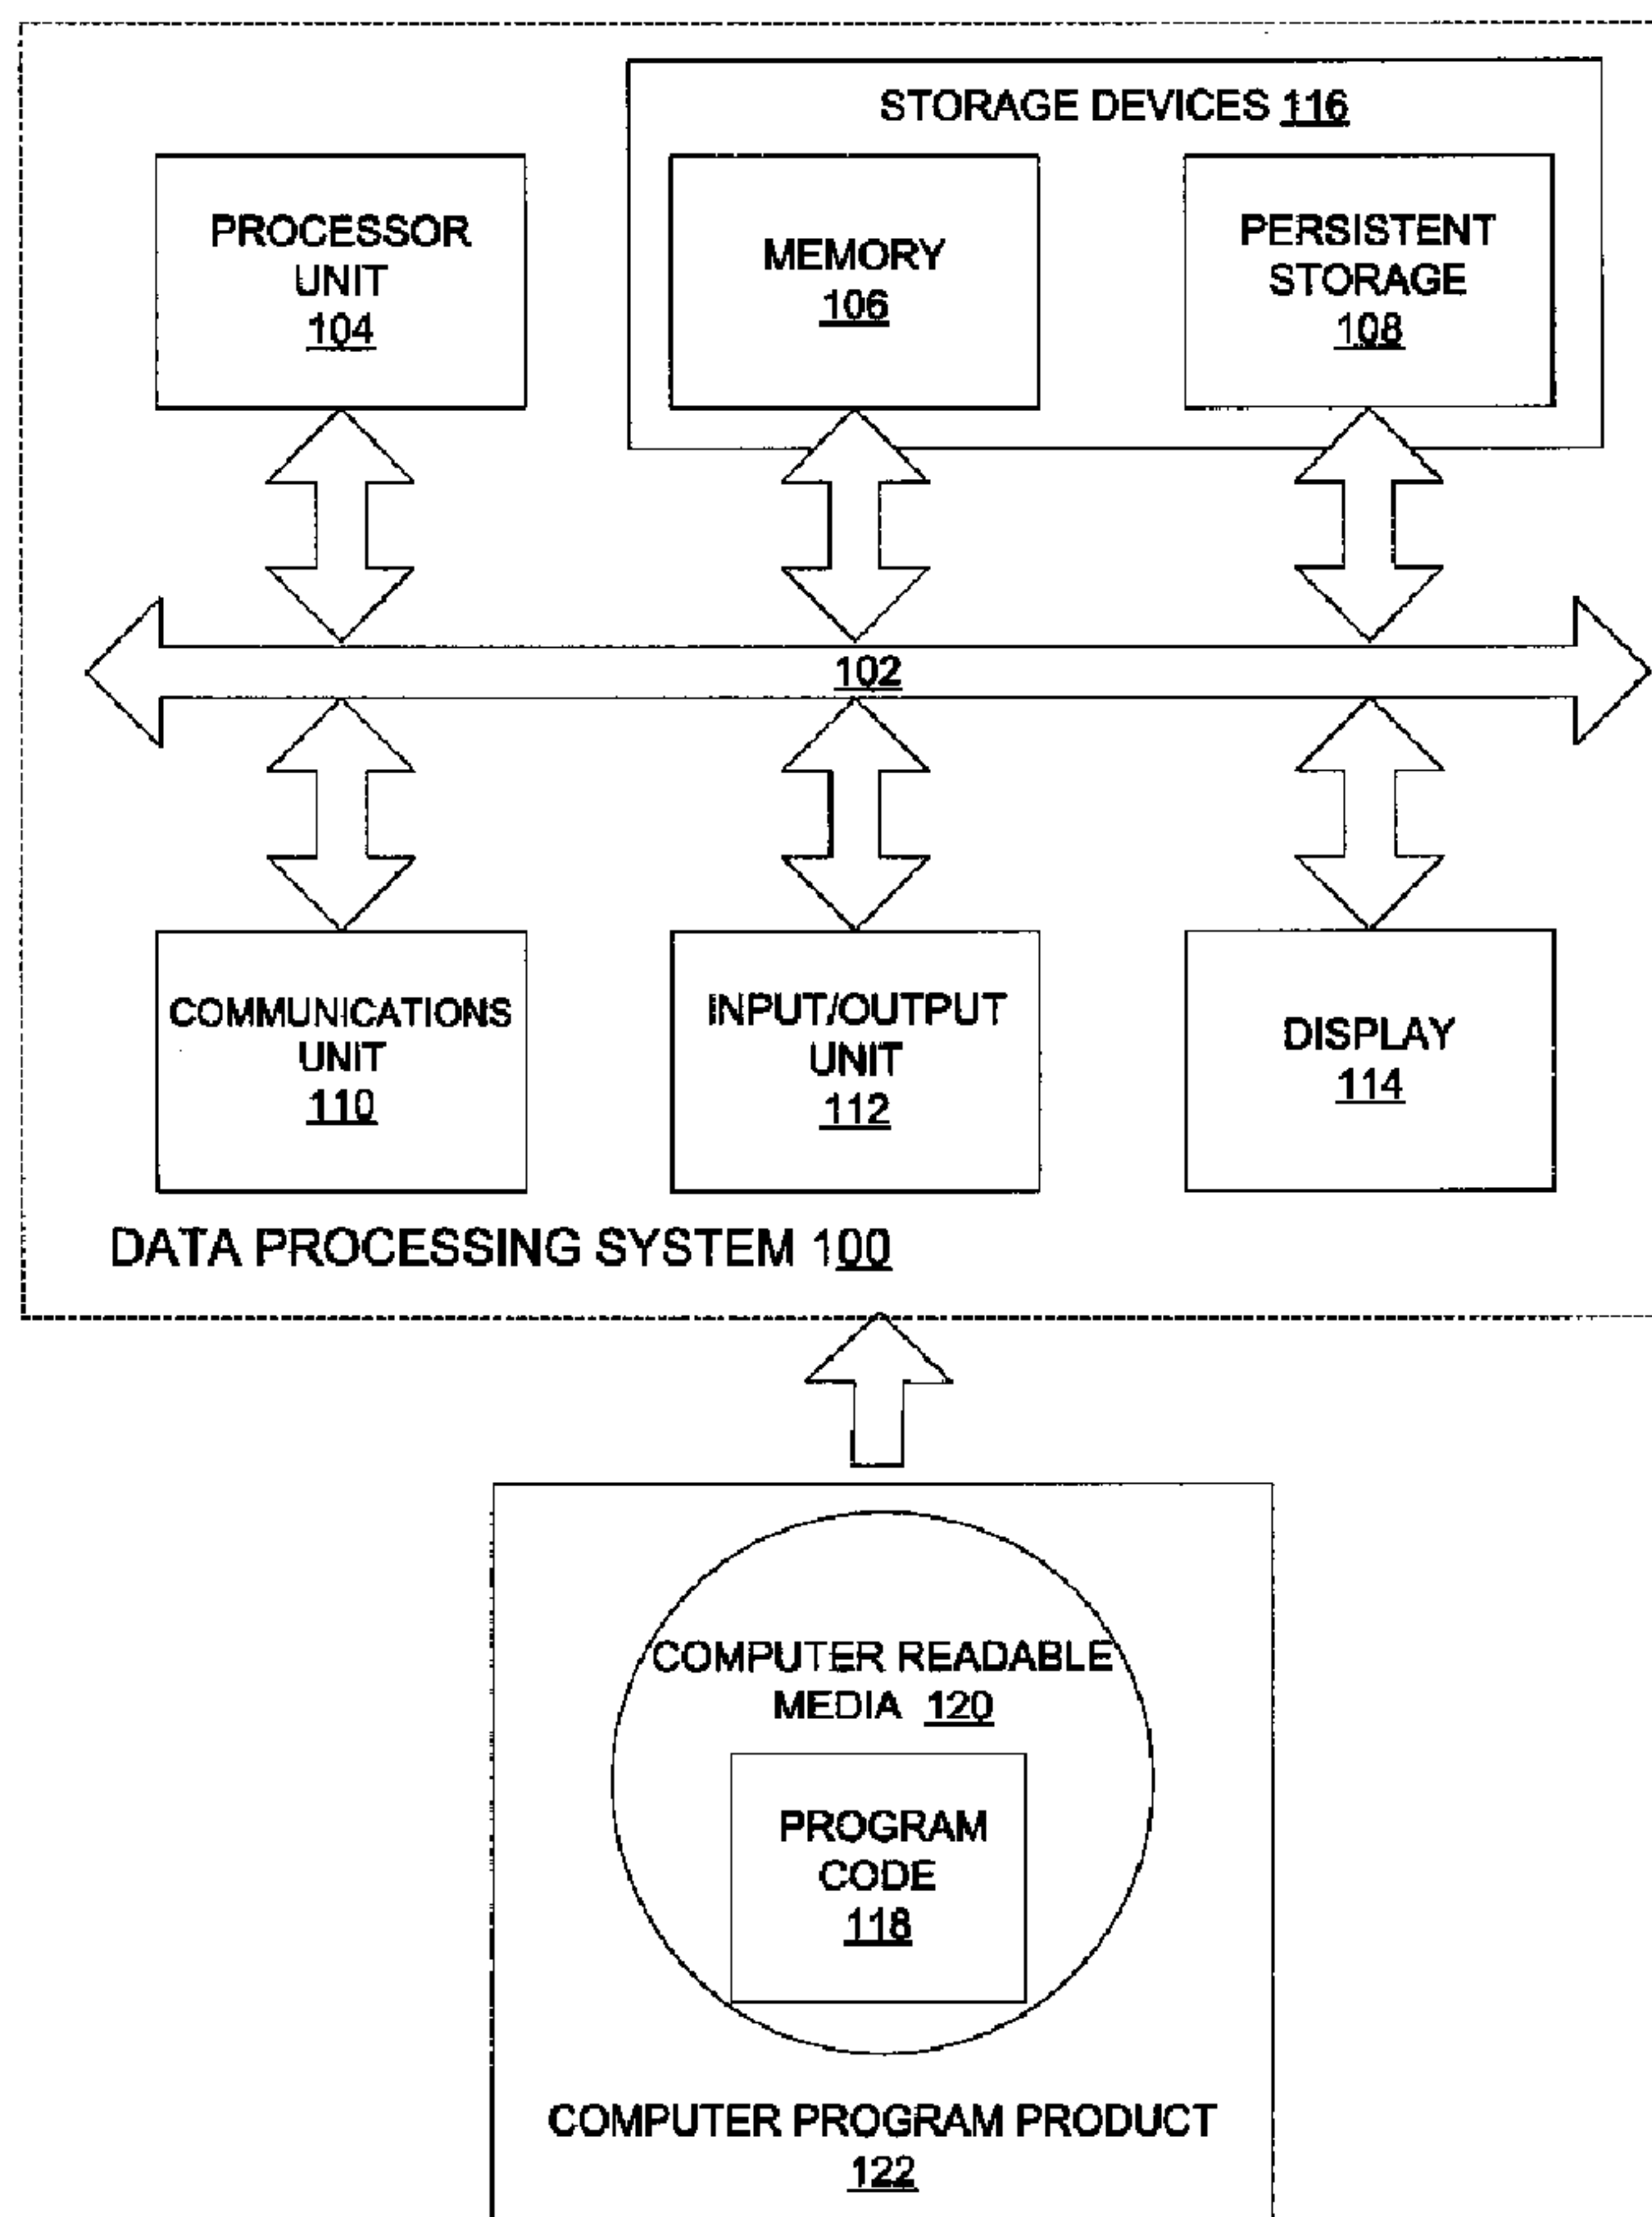 STORAGE DEVICES 116
PROCESSOR
UNIT
104
MEMORY
106
PERSISTENT
STORAGE
108
102
COMMUNICATIONS
UNIT
110
INPUT/OUTPUT
UNIT
112
DISPLAY
114
DATA PROCESSING SYSTEM 100
COMPUTER READABLE
MEDIA 120
PROGRAM
CODE
118
COMPUTER PROGRAM PRODUCT
122